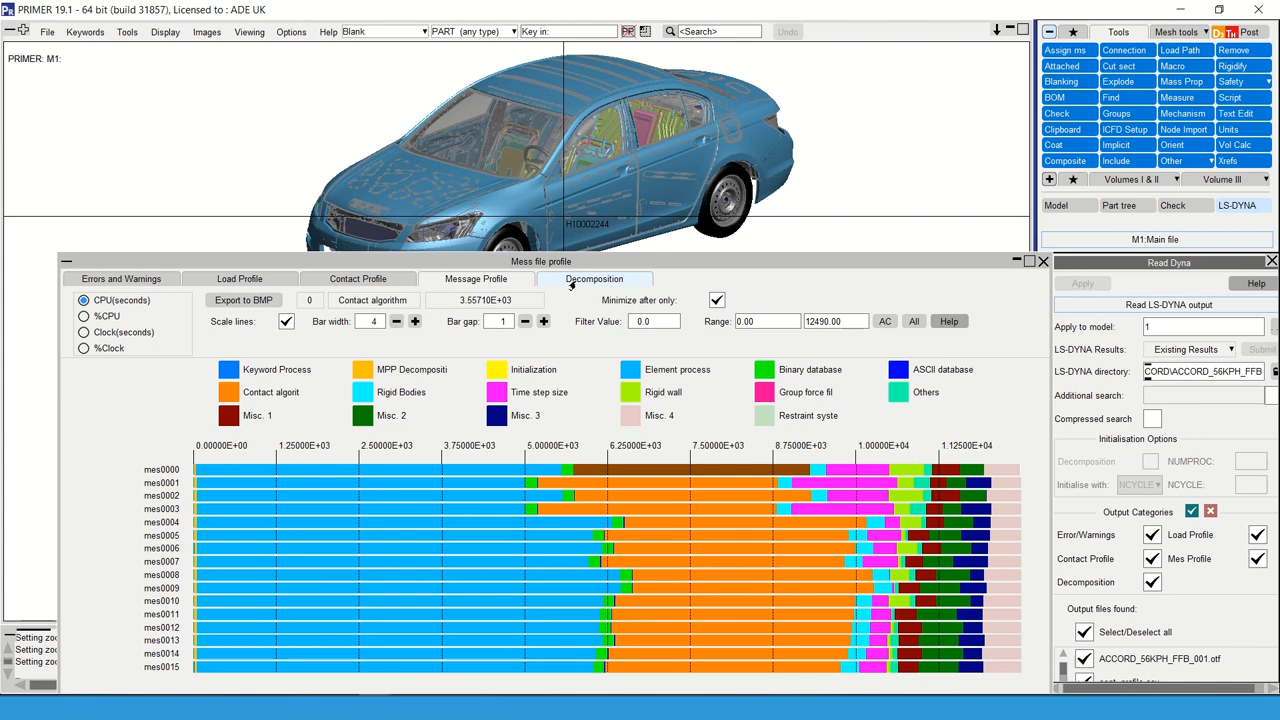 PRIMER 19.1 - 64 bit (build 31857), Licensed to : ADE UK
File Keywords Tools Display Images Viewing Options Help Blank PART (any type) Key in: <Search> Undo
PRIMER: M1:
H10002244
Tools Mesh tools Post
Assign ms Connection Load Path Remove
Attached Cut sect Macro Rigidify
Blanking Explode Mass Prop Safety
BOM Find Measure Script
Check Groups Mechanism Text Edit
Clipboard ICFD Setup Node Import Units
Coat Implicit Orient Vol Calc
Composite Include Other Xrefs
Volumes I & II Volume III
Model Part tree Check LS-DYNA
M1:Main file
Mess file profile
Errors and Warnings Load Profile Contact Profile Message Profile Decomposition
CPU(seconds) Export to BMP 0 Contact algorithm 3.55710E+03 Minimize after only:
%CPU
Scale lines: Bar width: 4 Bar gap: 1 Filter Value: 0.0 Range: 0.00 12490.00 AC All Help
Clock(seconds)
%Clock
Keyword Process MPP Decompositi Initialization Element process Binary database ASCII database
Contact algorit Rigid Bodies Time step size Rigid wall Group force fil Others
Misc. 1 Misc. 2 Misc. 3 Misc. 4 Restraint syste
0.00000E+00 1.25000E+03 2.50000E+03 3.75000E+03 5.00000E+03 6.25000E+03 7.50000E+03 8.75000E+03 1.00000E+04 1.12500E+04
mes0000
mes0001
mes0002
mes0003
mes0004
mes0005
mes0006
mes0007
mes0008
mes0009
mes0010
mes0011
mes0012
mes0013
mes0014
mes0015
Read Dyna
Apply Help
Read LS-DYNA output
Apply to model: 1
LS-DYNA Results: Existing Results Submit
LS-DYNA directory: CORD\ACCORD_56KPH_FFB
Additional search:
Compressed search
Initialisation Options
Decomposition NUMPROC:
Initialise with: NCYCLE NCYCLE:
Output Categories
Error/Warnings Load Profile
Contact Profile Mes Profile
Decomposition
Output files found:
Select/Deselect all
ACCORD_56KPH_FFB_001.otf
Setting zoo
Setting zoo
Setting zoo